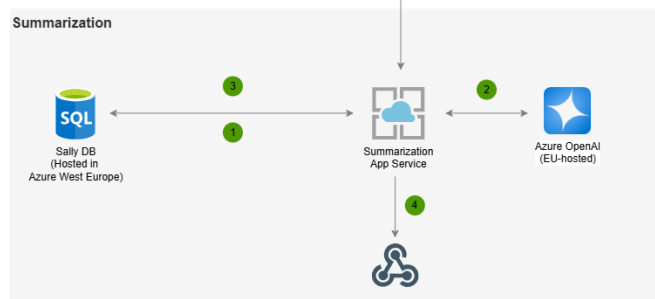 Summarization
3
2
SQL
1
Sally DB
(Hosted in
Azure West Europe)
Summarization
App Service
Azure OpenAI
(EU-hosted)
4